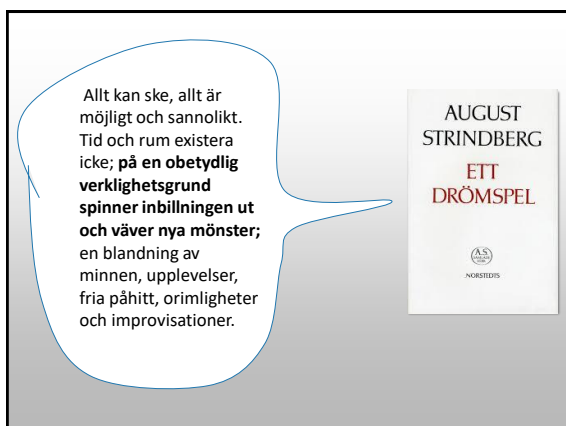 Allt kan ske, allt är
möjligt och sannolikt.
Tid och rum existera
icke; på en obetydlig
verklighetsgrund
spinner inbillningen ut
och väver nya mönster;
en blandning av
minnen, upplevelser,
fria påhitt, orimligheter
och improvisationer.
AUGUST
STRINDBERG
ETT
DRÖMSPEL
A.S.
NORSTEDTS